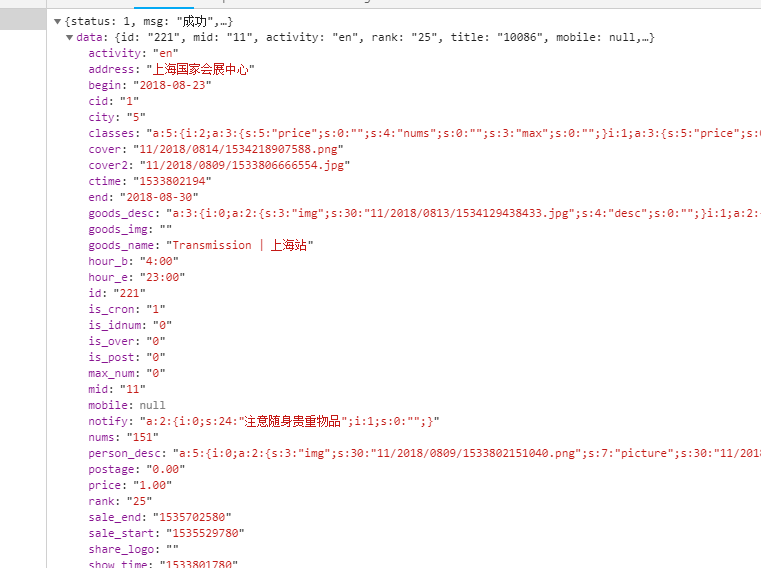 {status: 1, msg: "成功",…}
data: {id: "221", mid: "11", activity: "en", rank: "25", title: "10086", mobile: null,…}
activity: "en"
address: "上海国家会展中心"
begin: "2018-08-23"
cid: "1"
city: "5"
classes: "a:5:{i:2;a:3:{s:5:"price";s:0:"";s:4:"nums";s:0:"";s:3:"max";s:0:"";}i:1;a:3:{s:5:"price";s:
cover: "11/2018/0814/1534218907588.png"
cover2: "11/2018/0809/1533806666554.jpg"
ctime: "1533802194"
end: "2018-08-30"
goods_desc: "a:3:{i:0;a:2:{s:3:"img";s:30:"11/2018/0813/1534129438433.jpg";s:4:"desc";s:0:"";}i:1;a:2:
goods_img: ""
goods_name: "Transmission | 上海站"
hour_b: "4:00"
hour_e: "23:00"
id: "221"
is_cron: "1"
is_idnum: "0"
is_over: "0"
is_post: "0"
max_num: "0"
mid: "11"
mobile: null
notify: "a:2:{i:0;s:24:"注意随身贵重物品";i:1;s:0:"";}"
nums: "151"
person_desc: "a:5:{i:0;a:2:{s:3:"img";s:30:"11/2018/0809/1533802151040.png";s:7:"picture";s:30:"11/201
postage: "0.00"
price: "1.00"
rank: "25"
sale_end: "1535702580"
sale_start: "1535529780"
share_logo: ""
show_time: "1533801780"